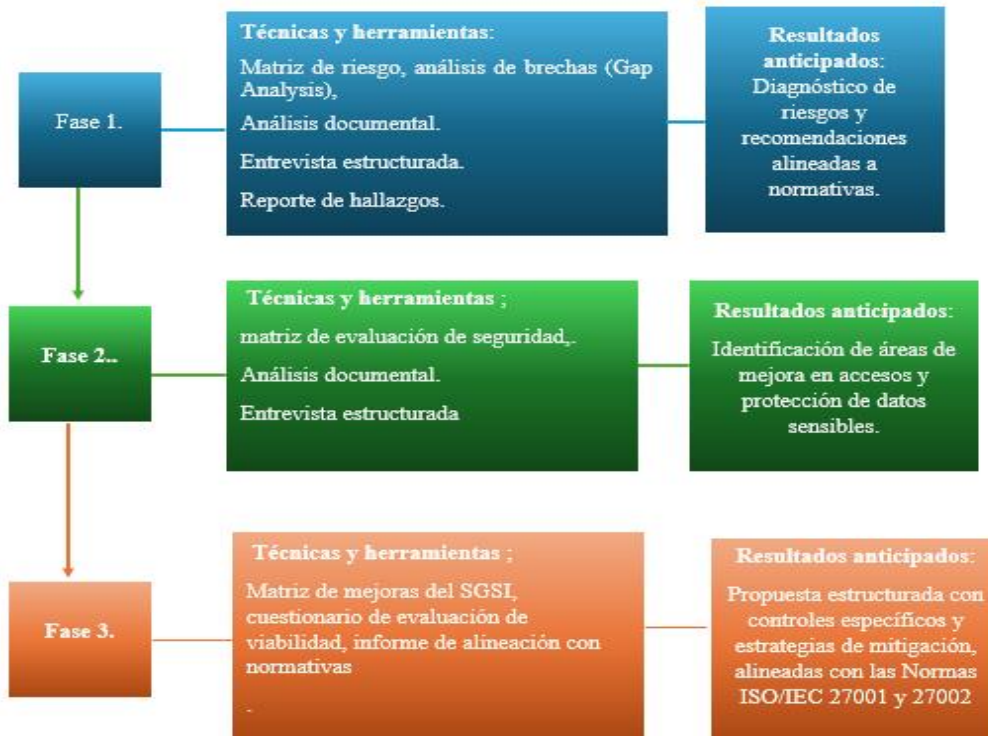 Fase 1.
Técnicas y herramientas:
Matriz de riesgo, análisis de brechas (Gap
Analysis),
Análisis documental.
Entrevista estructurada.
Reporte de hallazgos.
Resultados
anticipados:
Diagnóstico de
riesgos y
recomendaciones
alineadas a
normativas.
Fase 2..
Técnicas y herramientas ;
matriz de evaluación de seguridad,.
Análisis documental.
Entrevista estructurada
Resultados anticipados:
Identificación de áreas de
mejora en accesos y
protección de datos
sensibles.
Fase 3.
Técnicas y herramientas ;
Matriz de mejoras del SGSI,
cuestionario de evaluación de
viabilidad, informe de alineación con
normativas
.
Resultados anticipados:
Propuesta estructurada con
controles específicos y
estrategias de mitigación,
alineadas con las Normas
ISO/IEC 27001 y 27002